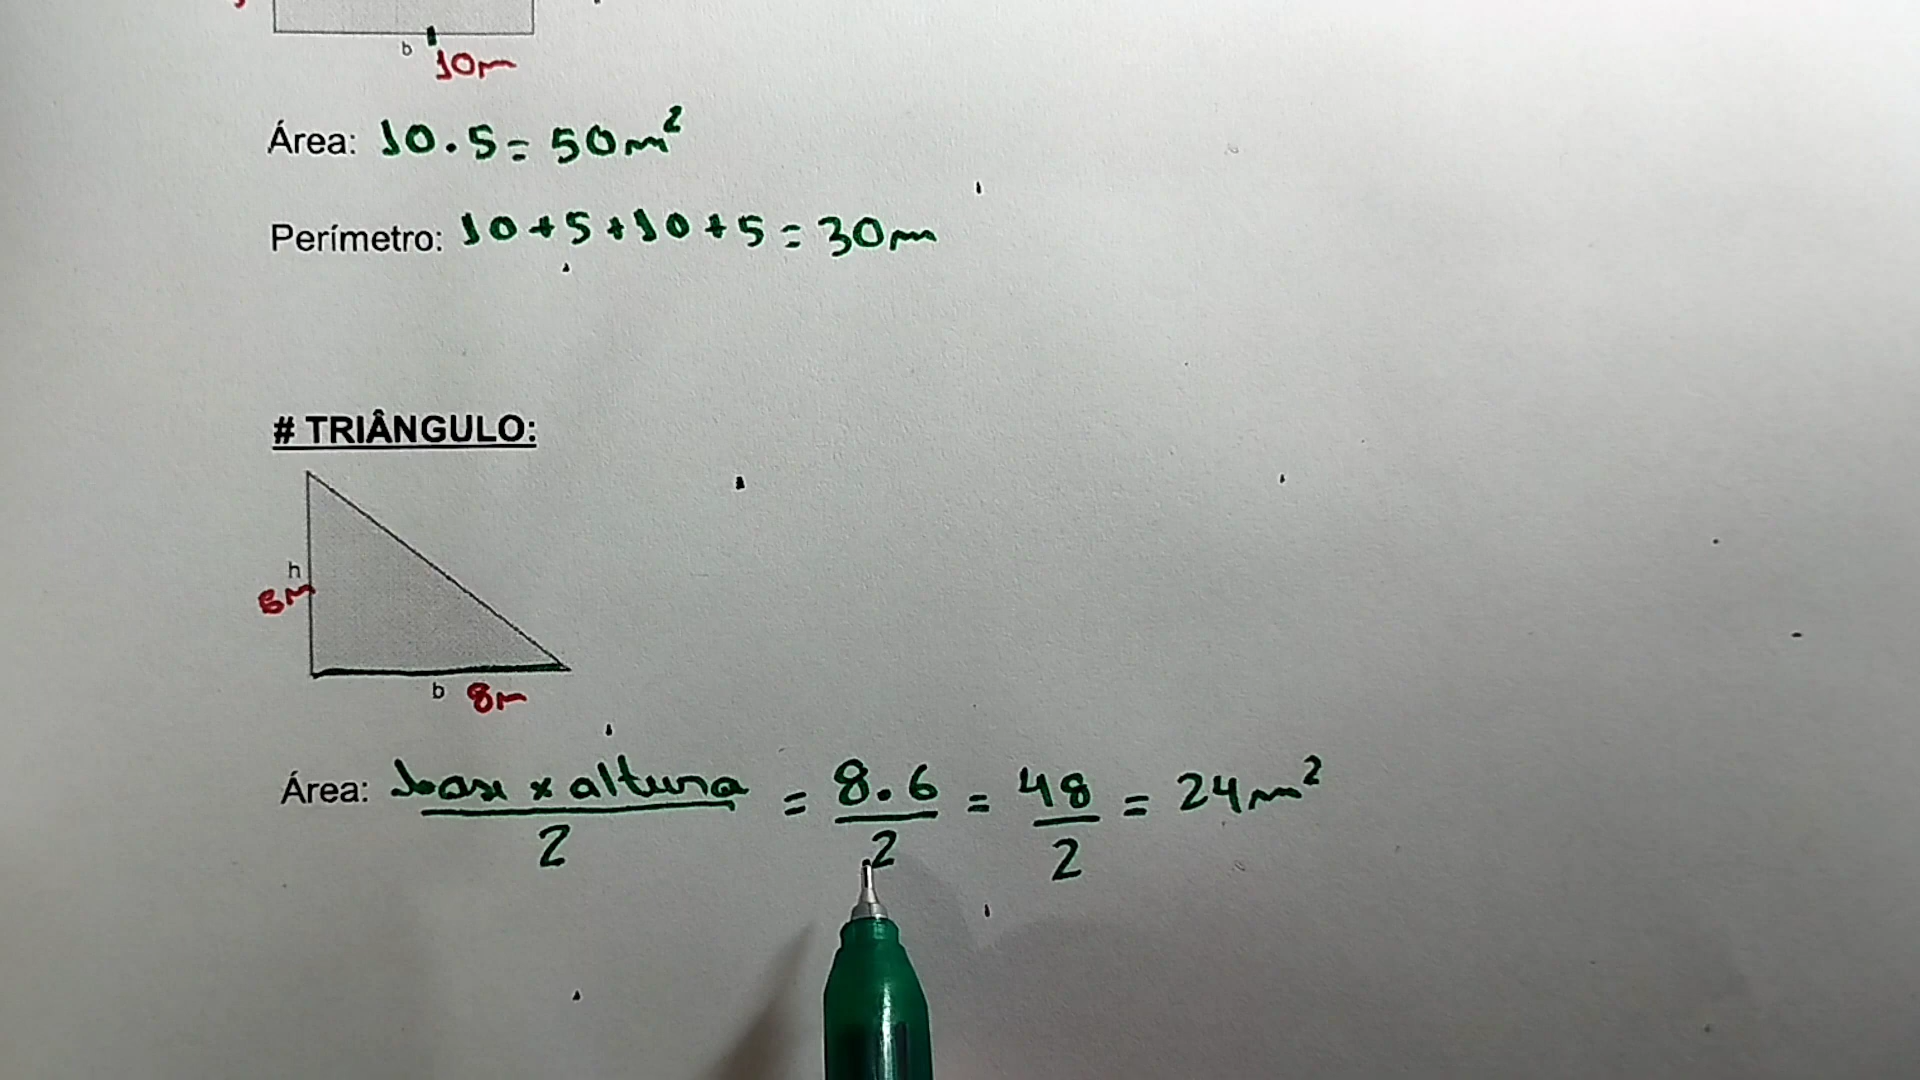 b
10m
Área: 10.5=50m²
Perímetro: 10+5+10+5=30m
# TRIÂNGULO:
h
6m
b 8m
Área: base x altura / 2 = 8.6 / 2 = 48 / 2 = 24m²